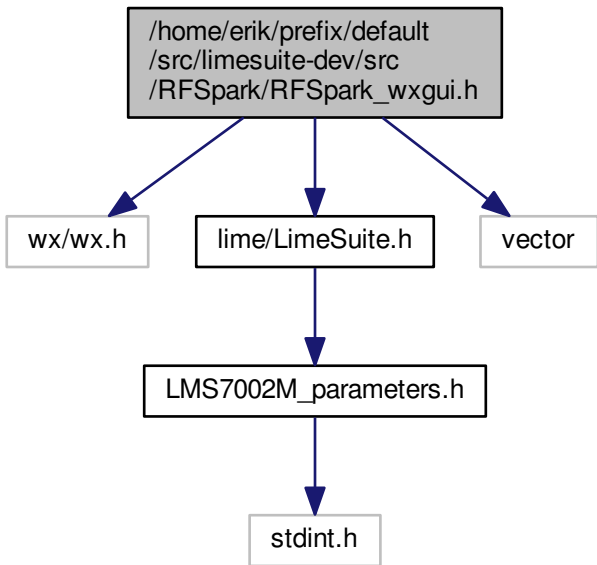 /home/erik/prefix/default
/src/limesuite-dev/src
/RFSpark/RFSpark_wxgui.h
wx/wx.h
lime/LimeSuite.h
vector
LMS7002M_parameters.h
stdint.h